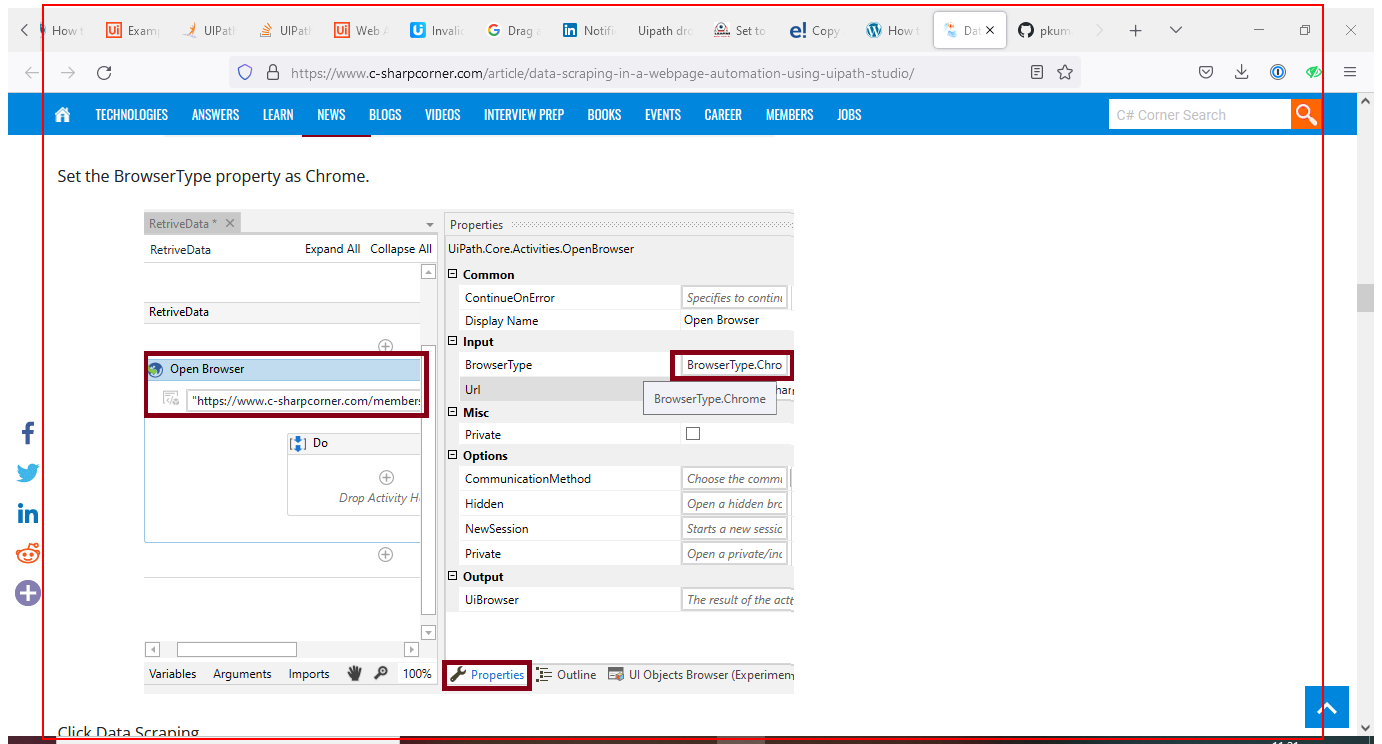 How t
Examp
UIPat
UIPat
Web A
Invali
Drag a
Notifi
Uipath dro
Set to
Copy
How t
Dat
pkum
https://www.c-sharpcorner.com/article/data-scraping-in-a-webpage-automation-using-uipath-studio/
TECHNOLOGIES ANSWERS LEARN NEWS BLOGS VIDEOS INTERVIEW PREP BOOKS EVENTS CAREER MEMBERS JOBS
C# Corner Search
Set the BrowserType property as Chrome.
RetriveData *
RetriveData Expand All Collapse All
RetriveData
Open Browser
"https://www.c-sharpcorner.com/members
Do
Drop Activity H
Variables Arguments Imports 100%
Properties
UiPath.Core.Activities.OpenBrowser
Common
ContinueOnError Specifies to continu
Display Name Open Browser
Input
BrowserType BrowserType.Chro
Url
BrowserType.Chrome
Misc
Private
Options
CommunicationMethod Choose the commu
Hidden Open a hidden bro
NewSession Starts a new sessio
Private Open a private/inc
Output
UiBrowser The result of the acti
Properties Outline UI Objects Browser (Experimen
Click Data Scraping